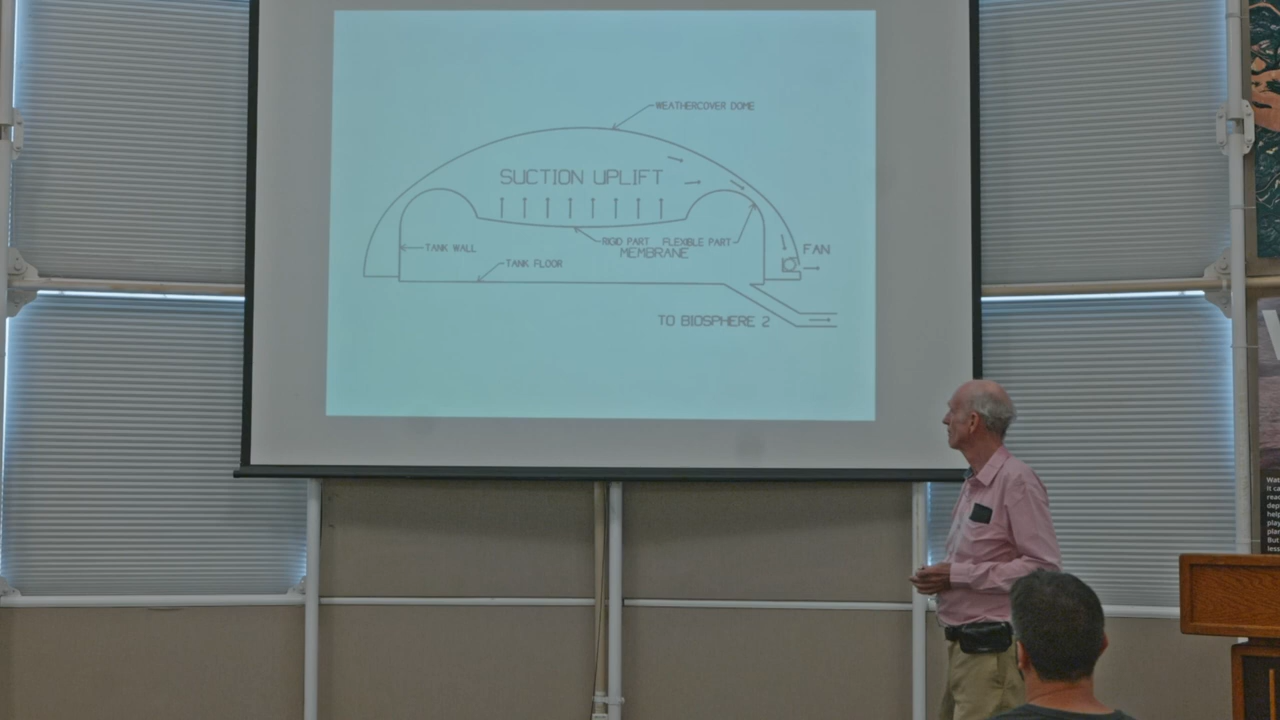 WEATHERCOVER DOME
SUCTION UPLIFT
RIGID PART FLEXIBLE PART
MEMBRANE
TANK WALL
FAN
TANK FLOOR
TO BIOSPHERE 2